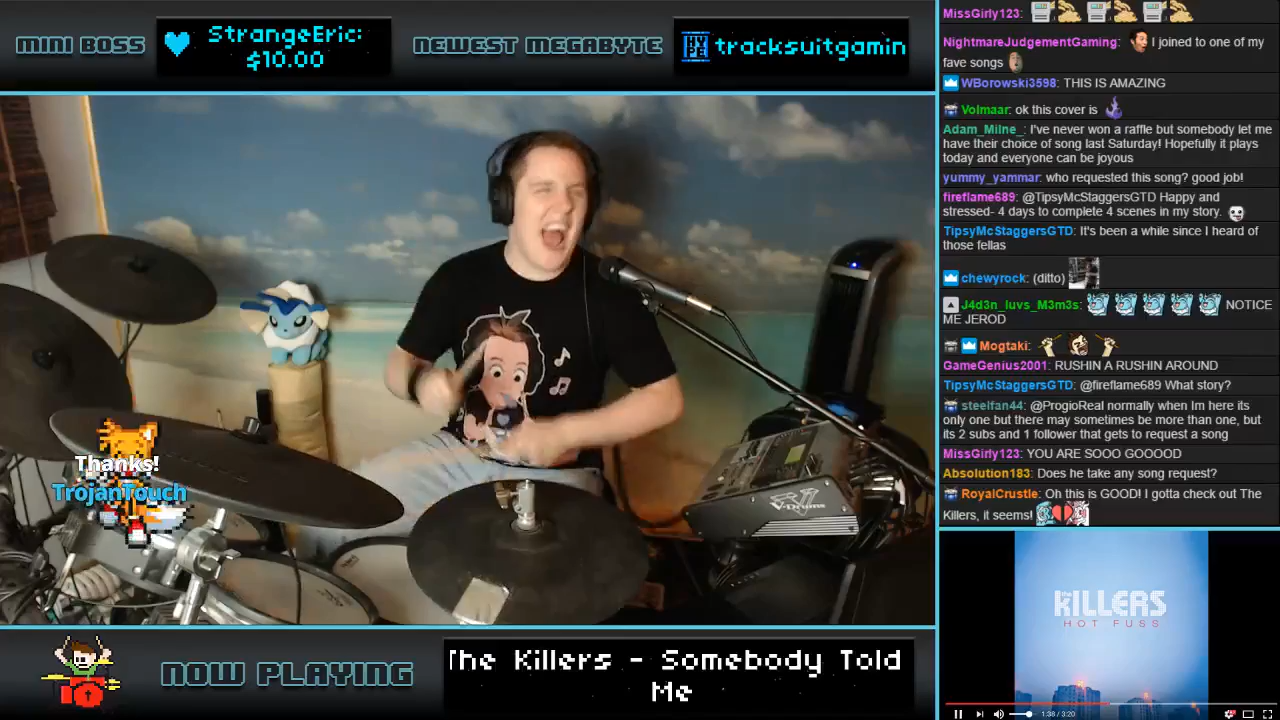 MINI BOSS
StrangeEric:
$10.00
NEWEST MEGABYTE
HYPE
tracksuitgamin
MissGirly123:
NightmareJudgementGaming: I joined to one of my
fave songs
WBorowski3598: THIS IS AMAZING
Volmaar: ok this cover is
Adam_Milne_: I've never won a raffle but somebody let me
have their choice of song last Saturday! Hopefully it plays
today and everyone can be joyous
yummy_yammar: who requested this song? good job!
fireflame689: @TipsyMcStaggersGTD Happy and
stressed- 4 days to complete 4 scenes in my story.
TipsyMcStaggersGTD: It's been a while since I heard of
those fellas
chewyrock: (ditto)
J4d3n_luvs_M3m3s: NOTICE
ME JEROD
Mogtaki:
GameGenius2001: RUSHIN A RUSHIN AROUND
TipsyMcStaggersGTD: @fireflame689 What story?
steelfan44: @ProgioReal normally when Im here its
only one but there may sometimes be more than one, but
its 2 subs and 1 follower that gets to request a song
MissGirly123: YOU ARE SOOO GOOOOD
Absolution183: Does he take any song request?
RoyalCrustle: Oh this is GOOD! I gotta check out The
Killers, it seems!
Thanks!
TrojanTouch
V-Drums
the
KILLERS
HOT FUSS
1:38 / 3:20
NOW PLAYING
The Killers - Somebody Told
Me